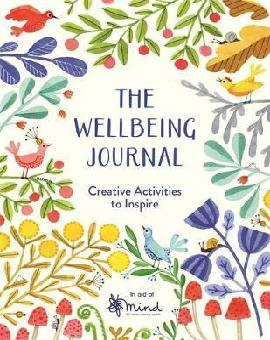 THE
WELLBEING
JOURNAL
Creative Activities
to Inspire
In aid of
mind